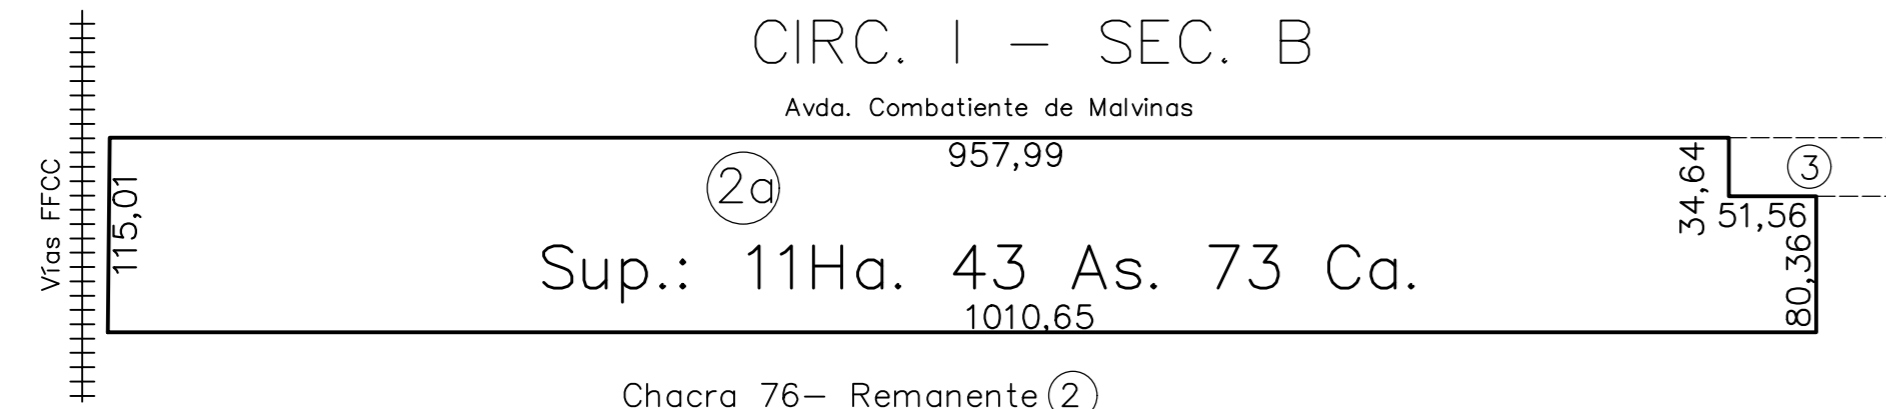 CIRC. I - SEC. B
Avda. Combatiente de Malvinas
957,99
34,64
3
2a
115,01
Vías FFCC
51,56
80,36
Sup.: 11Ha. 43 As. 73 Ca.
1010,65
Chacra 76- Remanente 2